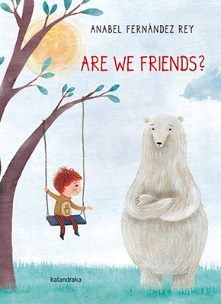 ANABEL FERNÁNDEZ REY
ARE WE FRIENDS?
kalandraka